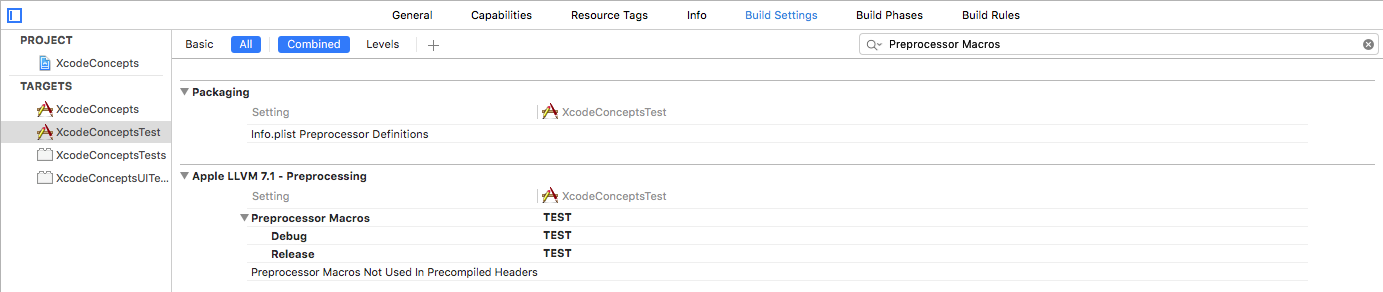 General Capabilities Resource Tags Info Build Settings Build Phases Build Rules
PROJECT
XcodeConcepts
TARGETS
XcodeConcepts
XcodeConceptsTest
XcodeConceptsTests
XcodeConceptsUITe...
Basic All Combined Levels + Preprocessor Macros
Packaging
Setting XcodeConceptsTest
Info.plist Preprocessor Definitions
Apple LLVM 7.1 - Preprocessing
Setting XcodeConceptsTest
Preprocessor Macros TEST
Debug TEST
Release TEST
Preprocessor Macros Not Used In Precompiled Headers